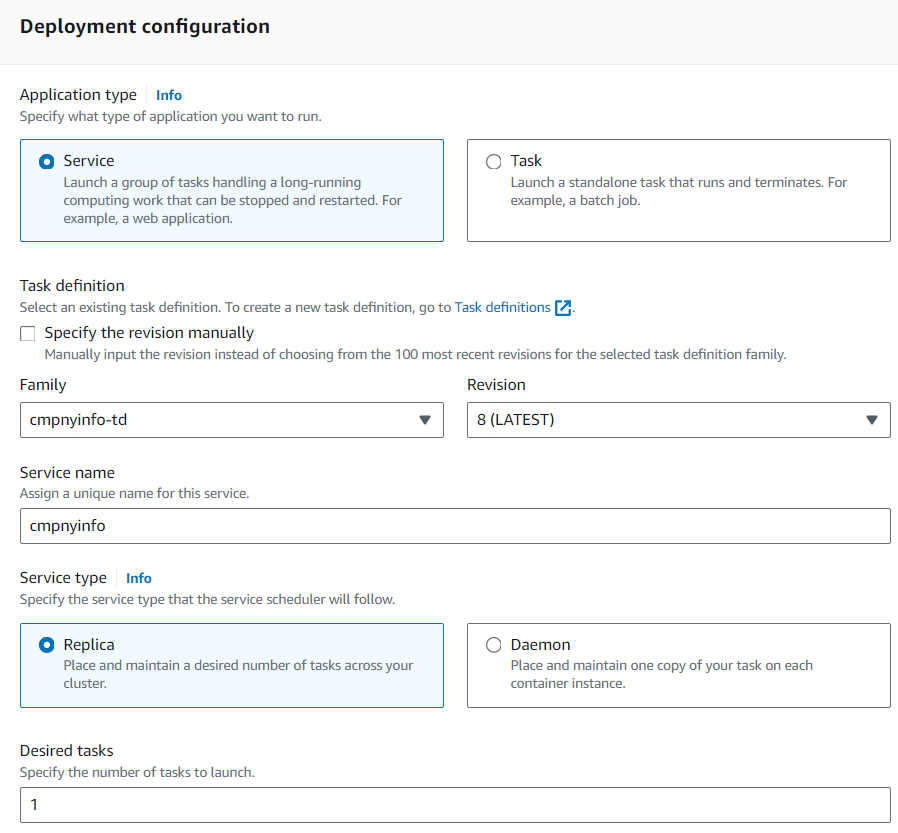 Deployment configuration
Application type Info
Specify what type of application you want to run.
Service
Launch a group of tasks handling a long-running
computing work that can be stopped and restarted. For
example, a web application.
Task
Launch a standalone task that runs and terminates. For
example, a batch job.
Task definition
Select an existing task definition. To create a new task definition, go to Task definitions.
Specify the revision manually
Manually input the revision instead of choosing from the 100 most recent revisions for the selected task definition family.
Family
cmpnyinfo-td
Revision
8 (LATEST)
Service name
Assign a unique name for this service.
cmpnyinfo
Service type Info
Specify the service type that the service scheduler will follow.
Replica
Place and maintain a desired number of tasks across your
cluster.
Daemon
Place and maintain one copy of your task on each
container instance.
Desired tasks
Specify the number of tasks to launch.
1